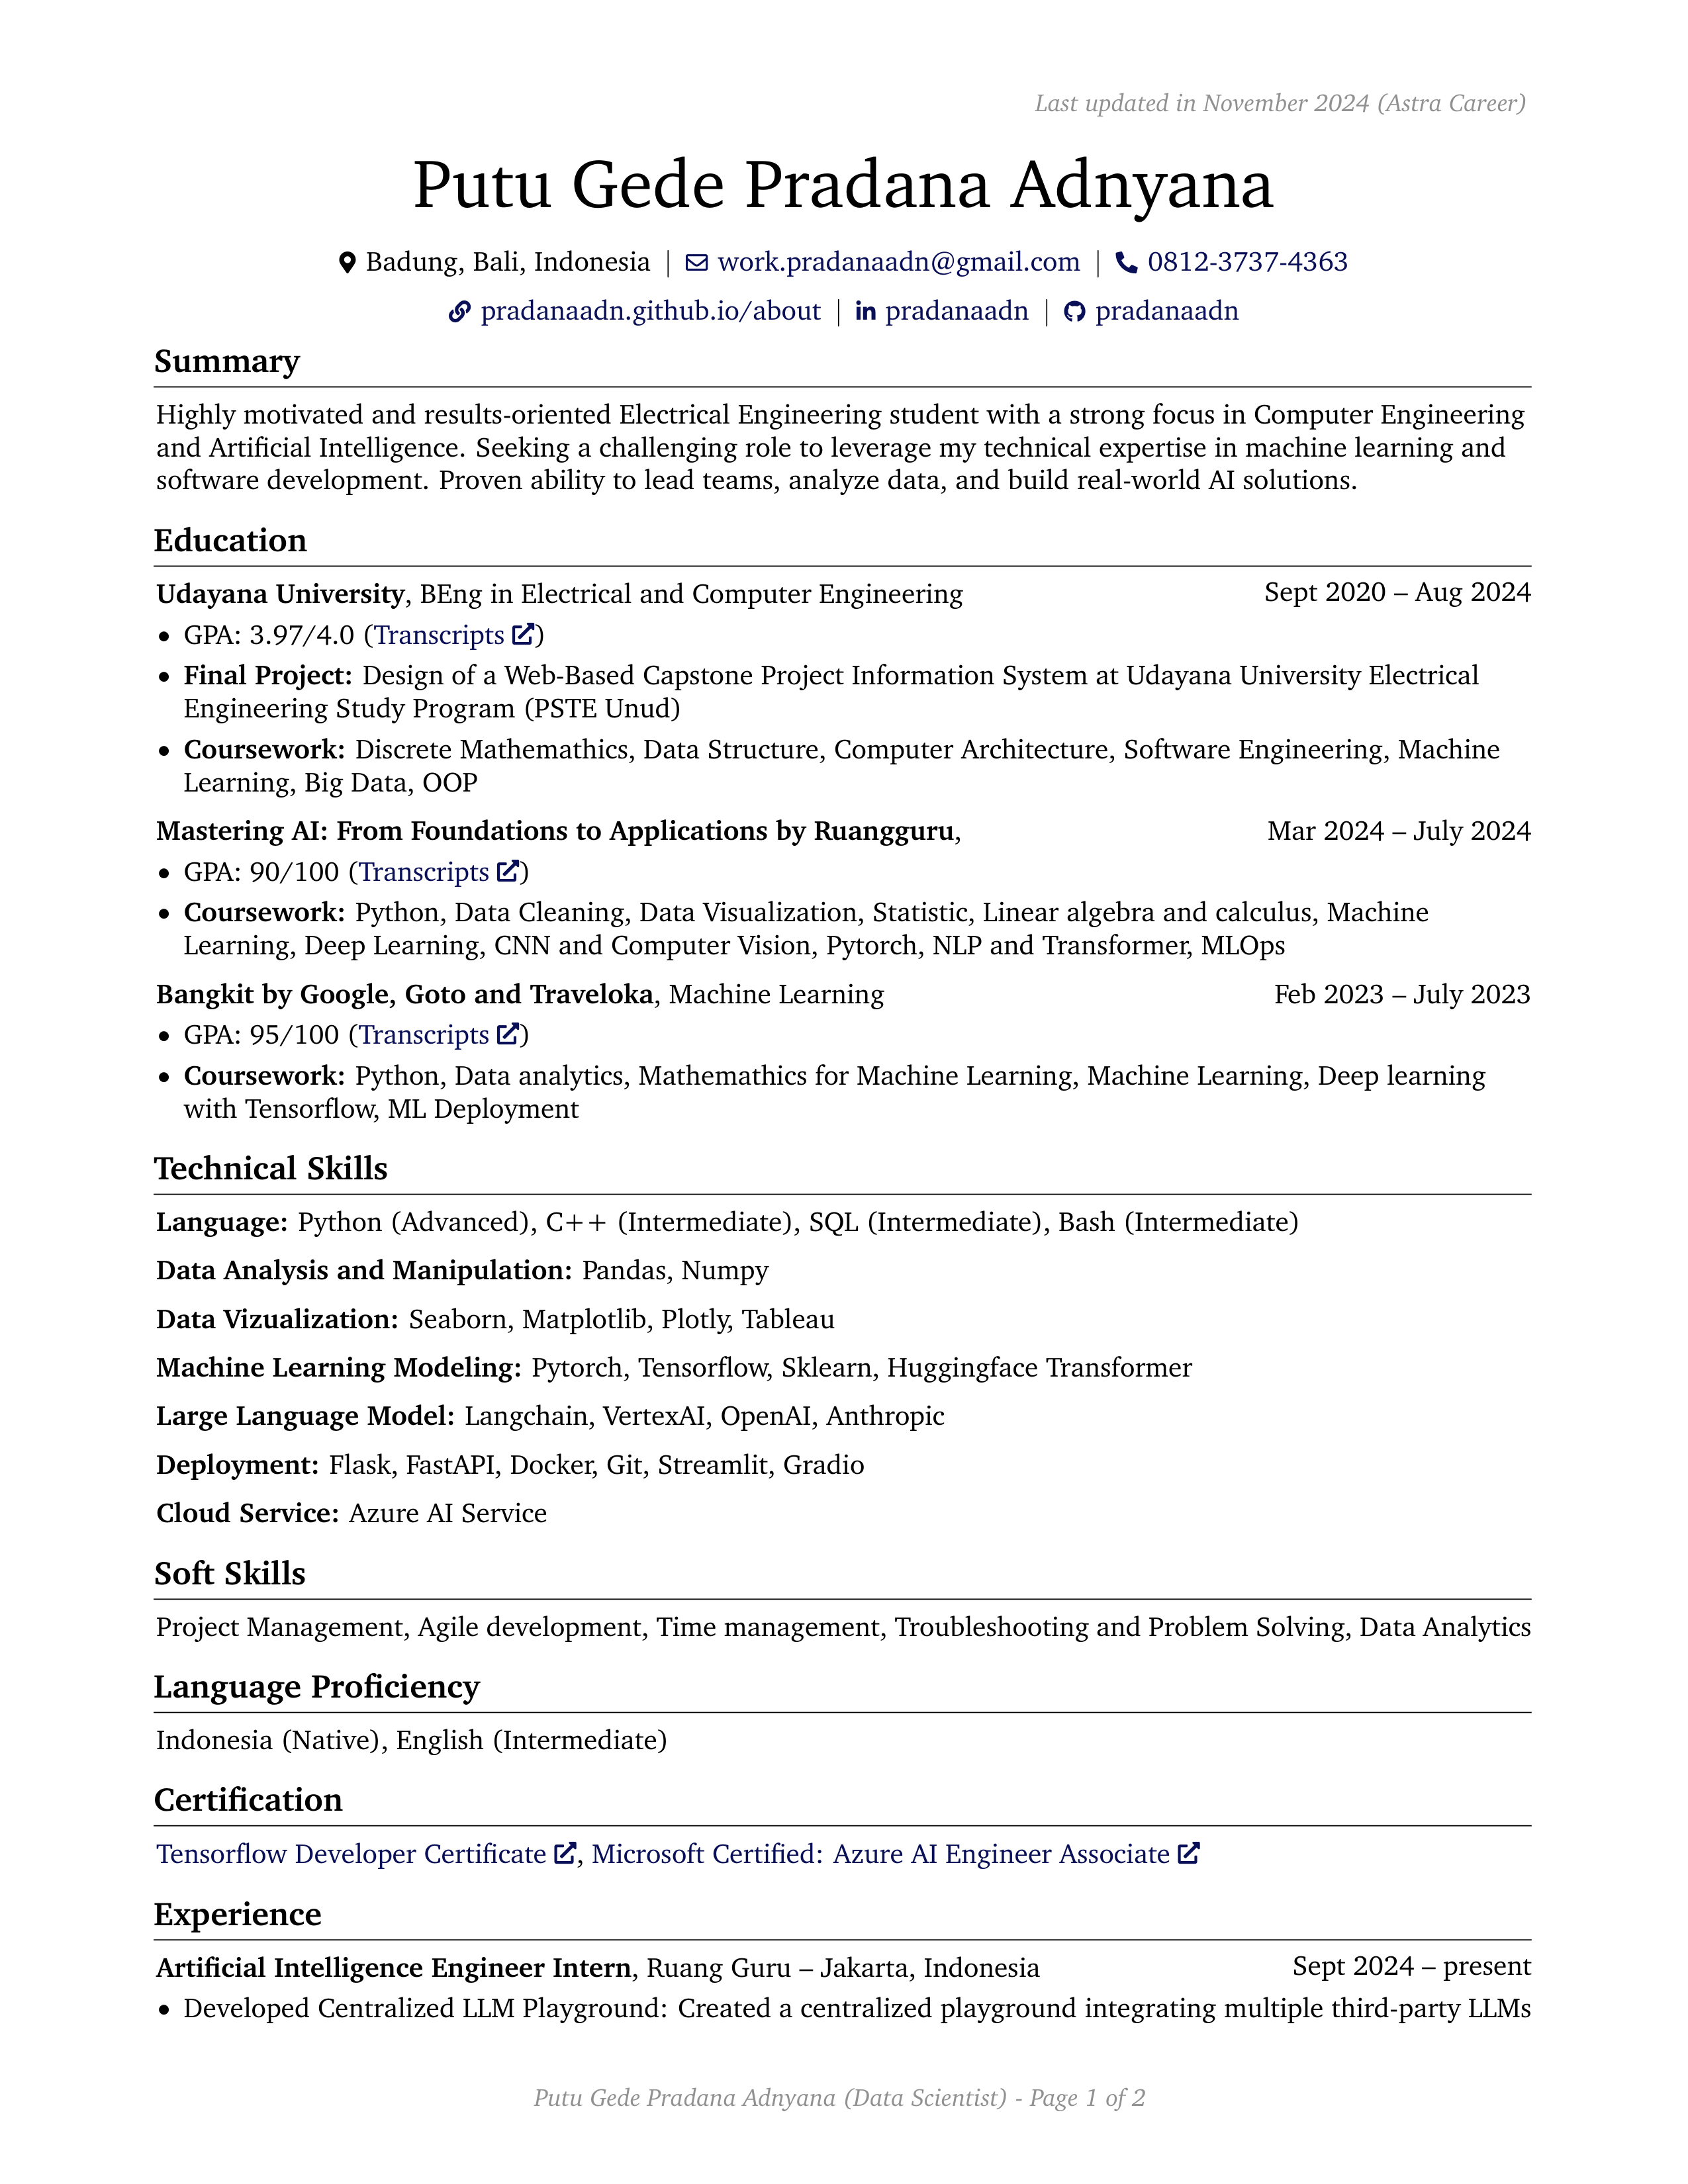 Last updated in November 2024 (Astra Career)
Putu Gede Pradana Adnyana
Badung, Bali, Indonesia | work.pradanaadn@gmail.com | 0812-3737-4363
pradanaadn.github.io/about | pradanaadn | pradanaadn
Summary
Highly motivated and results-oriented Electrical Engineering student with a strong focus in Computer Engineering
and Artificial Intelligence. Seeking a challenging role to leverage my technical expertise in machine learning and
software development. Proven ability to lead teams, analyze data, and build real-world AI solutions.
Education
Udayana University, BEng in Electrical and Computer Engineering Sept 2020 – Aug 2024
• GPA: 3.97/4.0 (Transcripts)
• Final Project: Design of a Web-Based Capstone Project Information System at Udayana University Electrical
Engineering Study Program (PSTE Unud)
• Coursework: Discrete Mathemathics, Data Structure, Computer Architecture, Software Engineering, Machine
Learning, Big Data, OOP
Mastering AI: From Foundations to Applications by Ruangguru, Mar 2024 – July 2024
• GPA: 90/100 (Transcripts)
• Coursework: Python, Data Cleaning, Data Visualization, Statistic, Linear algebra and calculus, Machine
Learning, Deep Learning, CNN and Computer Vision, Pytorch, NLP and Transformer, MLOps
Bangkit by Google, Goto and Traveloka, Machine Learning Feb 2023 – July 2023
• GPA: 95/100 (Transcripts)
• Coursework: Python, Data analytics, Mathemathics for Machine Learning, Machine Learning, Deep learning
with Tensorflow, ML Deployment
Technical Skills
Language: Python (Advanced), C++ (Intermediate), SQL (Intermediate), Bash (Intermediate)
Data Analysis and Manipulation: Pandas, Numpy
Data Vizualization: Seaborn, Matplotlib, Plotly, Tableau
Machine Learning Modeling: Pytorch, Tensorflow, Sklearn, Huggingface Transformer
Large Language Model: Langchain, VertexAI, OpenAI, Anthropic
Deployment: Flask, FastAPI, Docker, Git, Streamlit, Gradio
Cloud Service: Azure AI Service
Soft Skills
Project Management, Agile development, Time management, Troubleshooting and Problem Solving, Data Analytics
Language Proficiency
Indonesia (Native), English (Intermediate)
Certification
Tensorflow Developer Certificate, Microsoft Certified: Azure AI Engineer Associate
Experience
Artificial Intelligence Engineer Intern, Ruang Guru – Jakarta, Indonesia Sept 2024 – present
• Developed Centralized LLM Playground: Created a centralized playground integrating multiple third-party LLMs
Putu Gede Pradana Adnyana (Data Scientist) - Page 1 of 2